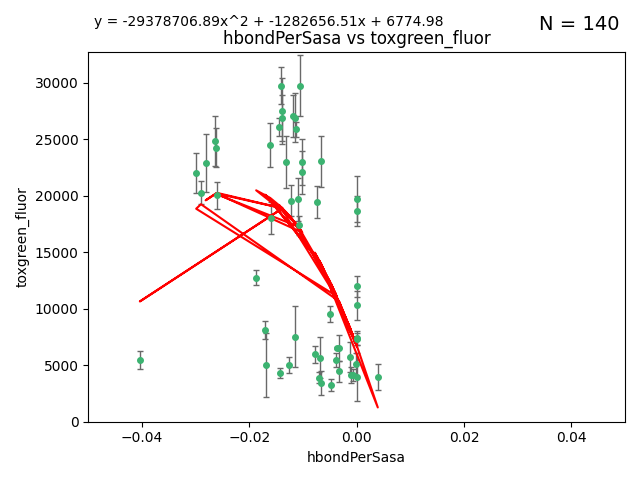 y = -29378706.89x^2 + -1282656.51x + 6774.98
N = 140
hbondPerSasa vs toxgreen_fluor
30000
25000
20000
15000
10000
5000
0
toxgreen_fluor
−0.04
−0.02
0.00
0.02
0.04
hbondPerSasa